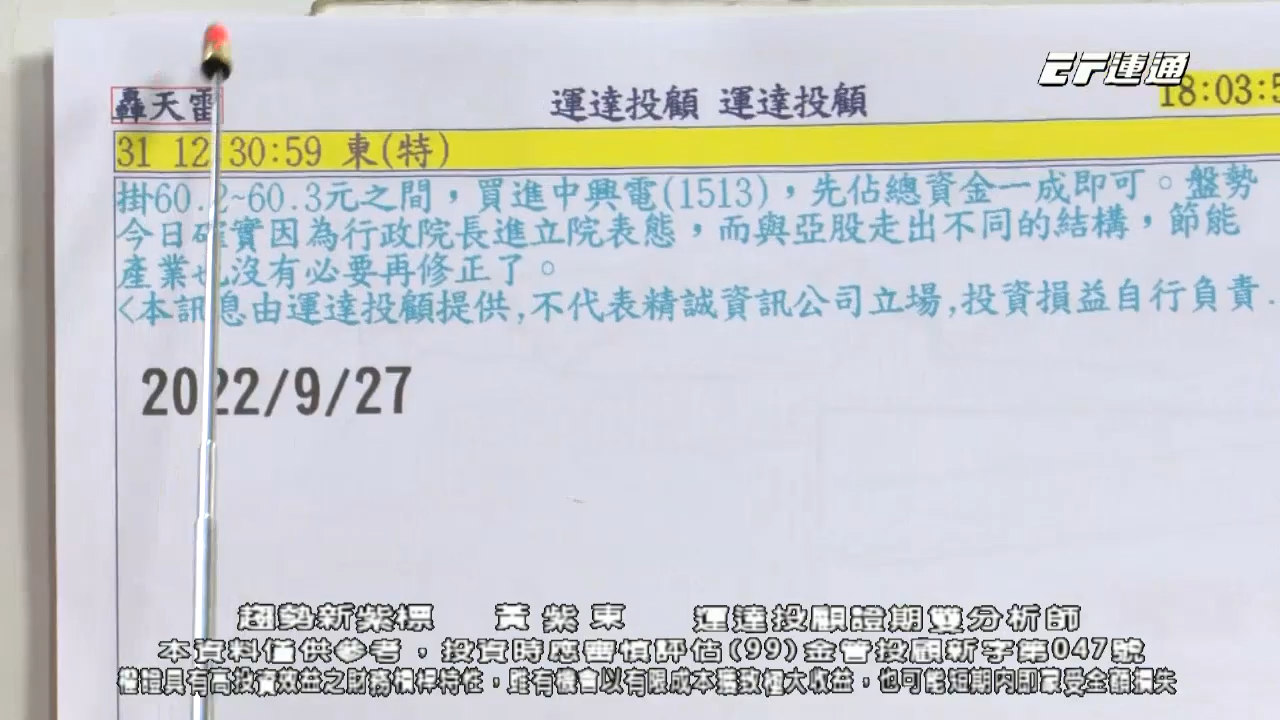 EF運通
轟天雷 運達投顧 運達投顧 18:03:5
31 12:30:59 東(特)
掛60.2~60.3元之間，買進中興電(1513)，先佔總資金一成即可。盤勢
今日確實因為行政院長進立院表態，而與亞股走出不同的結構，節能
產業也沒有必要再修正了。
<本訊息由運達投顧提供,不代表精誠資訊公司立場,投資損益自行負責.
2022/9/27
趨勢新紫標 黃紫東 運達投顧證期雙分析師
本資料僅供參考，投資時應審慎評估(99)金管投顧新字第047號
權證具有高投資效益之財務槓桿特性，雖有機會以有限成本獲致極大收益，也可能短期內即蒙受全額損失